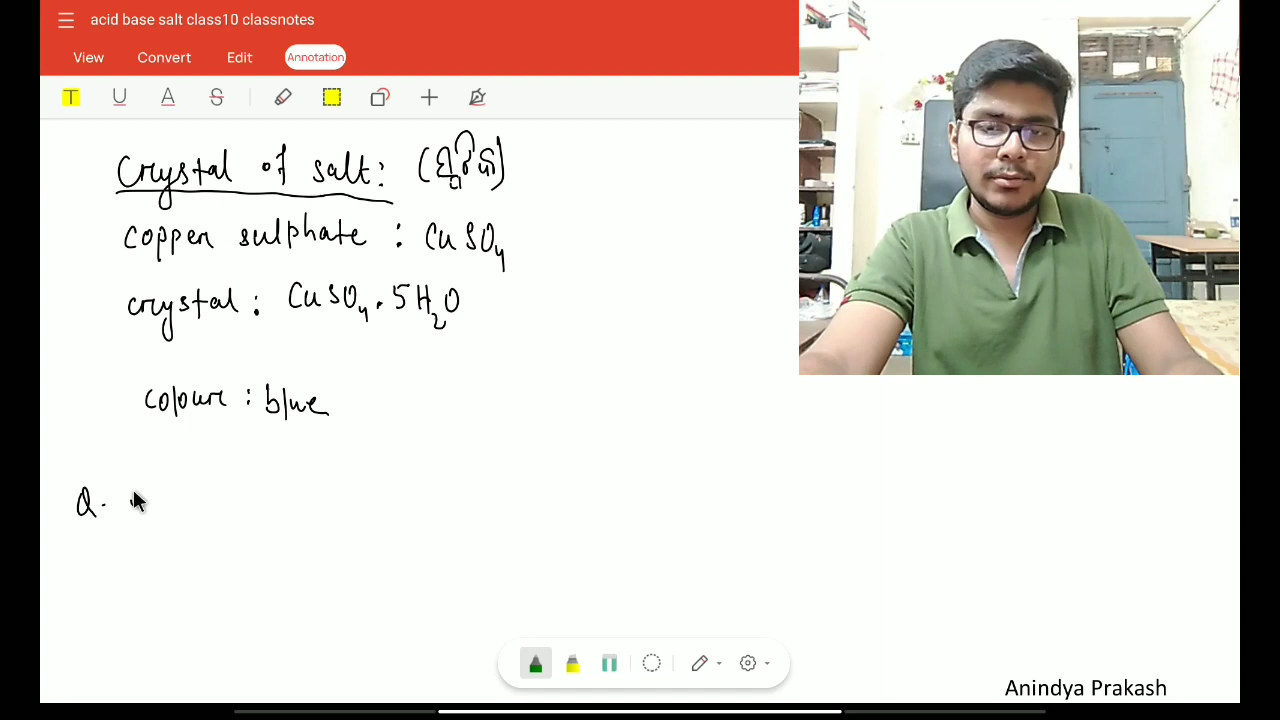 acid base salt class10 classnotes
View Convert Edit Annotation
T U A S
Crystal of salt:
copper sulphate : CuSO4
crystal : CuSO4.5H2O
colour : blue
Q.
Anindya Prakash